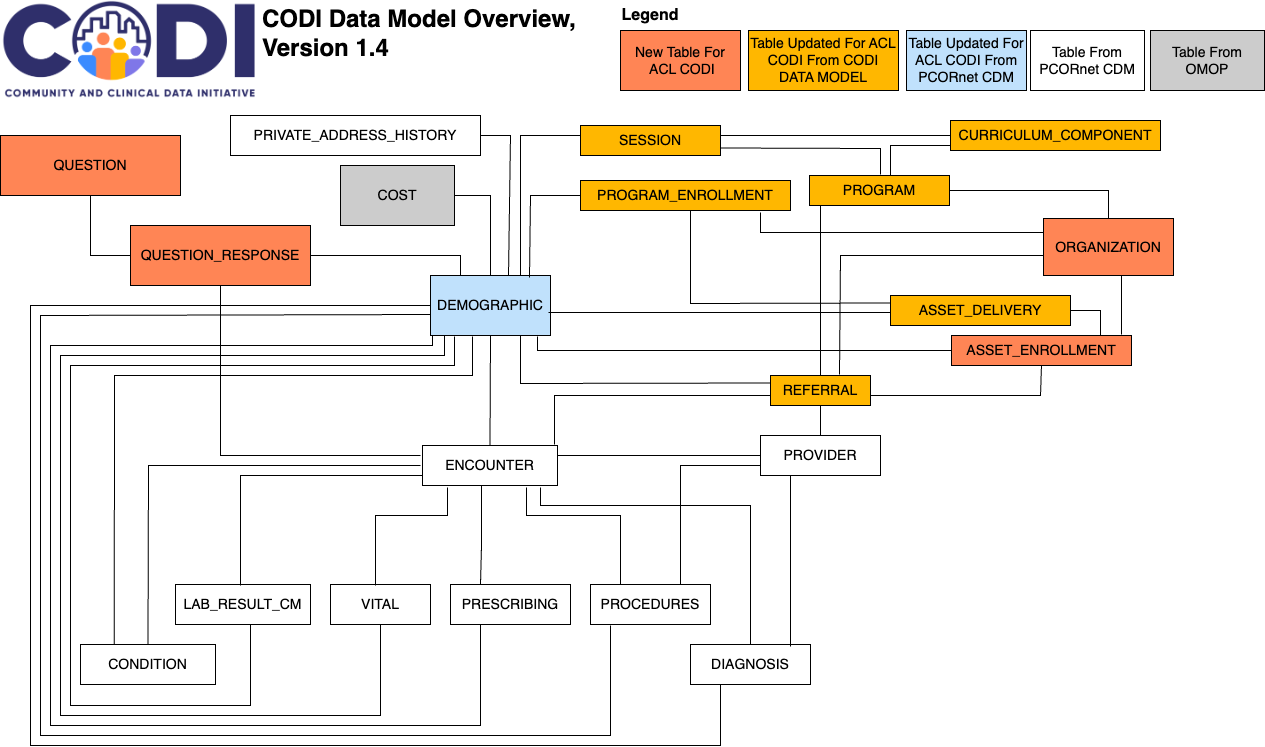 CODI
COMMUNITY AND CLINICAL DATA INITIATIVE
CODI Data Model Overview,
Version 1.4
Legend
New Table For
ACL CODI
Table Updated For ACL
CODI From CODI
DATA MODEL
Table Updated For
ACL CODI From
PCORnet CDM
Table From
PCORnet CDM
Table From
OMOP
PRIVATE_ADDRESS_HISTORY
SESSION
CURRICULUM_COMPONENT
QUESTION
COST
PROGRAM_ENROLLMENT
PROGRAM
QUESTION_RESPONSE
ORGANIZATION
DEMOGRAPHIC
ASSET_DELIVERY
ASSET_ENROLLMENT
REFERRAL
ENCOUNTER
PROVIDER
LAB_RESULT_CM
VITAL
PRESCRIBING
PROCEDURES
CONDITION
DIAGNOSIS